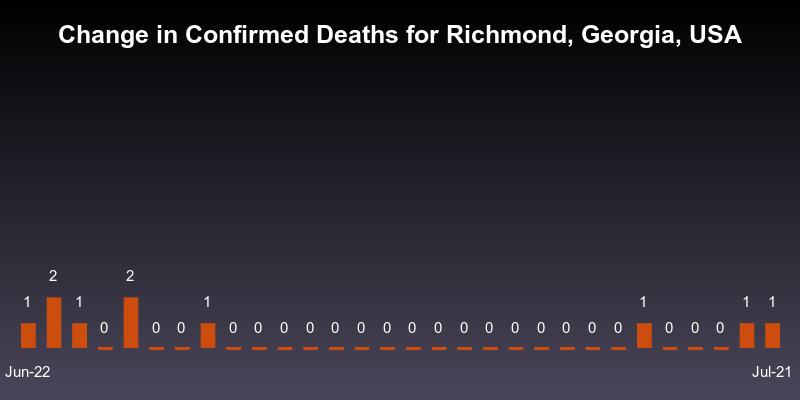 Change in Confirmed Deaths for Richmond, Georgia, USA
1 2 1 0 2 0 0 1 0 0 0 0 0 0 0 0 0 0 0 0 0 0 0 0 1 0 0 0 1 1
Jun-22 Jul-21